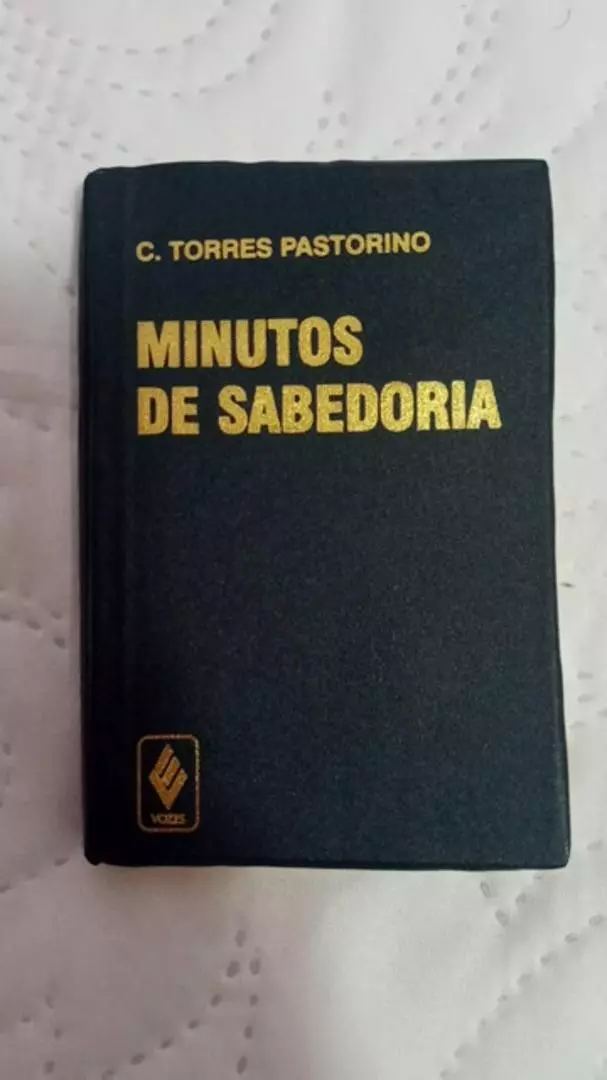 C. TORRES PASTORINO
MINUTOS
DE SABEDORIA
VOZES